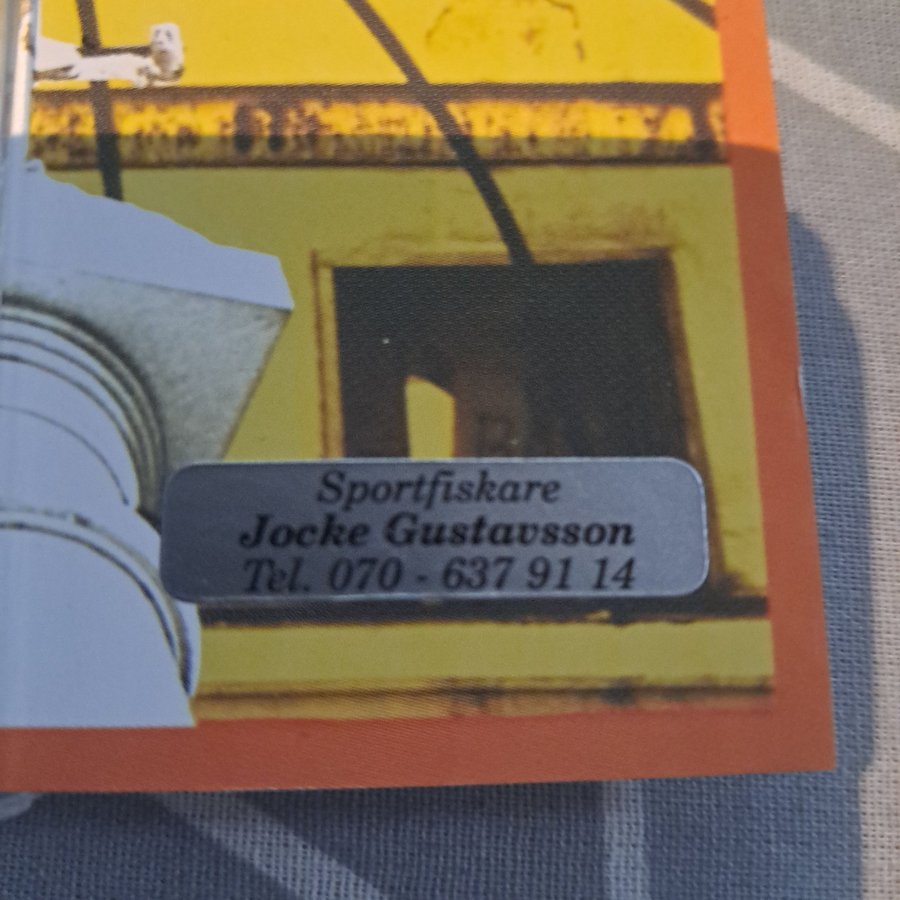 Sportfiskare
Jocke Gustavsson
Tel. 070 - 637 91 14